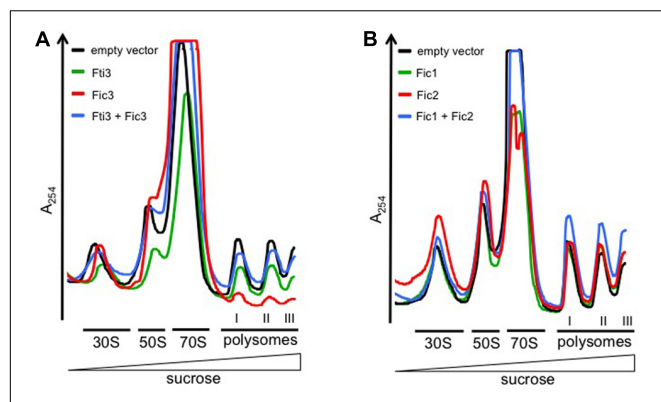 A
empty vector
Fti3
Fic3
Fti3 + Fic3
A254
I II III
30S 50S 70S polysomes
sucrose
B
empty vector
Fic1
Fic2
Fic1 + Fic2
A254
I II III
30S 50S 70S polysomes
sucrose